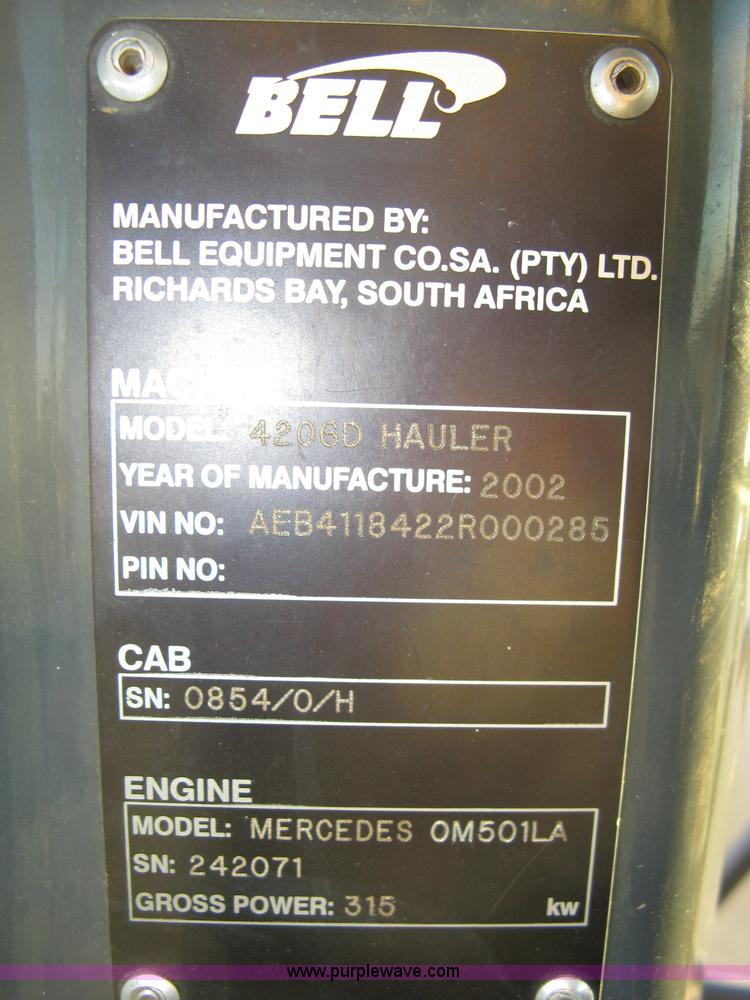 BELL
MANUFACTURED BY:
BELL EQUIPMENT CO.SA. (PTY) LTD.
RICHARDS BAY, SOUTH AFRICA
MODEL: 4206D HAULER
YEAR OF MANUFACTURE: 2002
VIN NO: AEB4118422R000285
PIN NO:
CAB
SN: 0854/0/H
ENGINE
MODEL: MERCEDES OM501LA
SN: 242071
GROSS POWER: 315 kw
www.purplewave.com